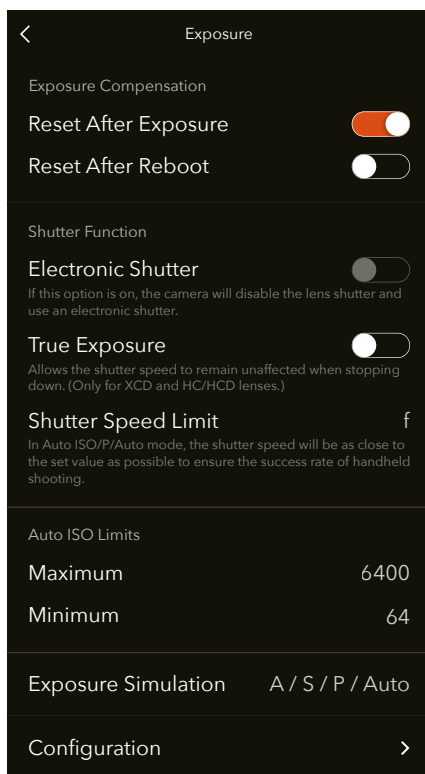 Exposure
Exposure Compensation
Reset After Exposure
Reset After Reboot
Shutter Function
Electronic Shutter
If this option is on, the camera will disable the lens shutter and
use an electronic shutter.
True Exposure
Allows the shutter speed to remain unaffected when stopping
down. (Only for XCD and HC/HCD lenses.)
Shutter Speed Limit f
In Auto ISO/P/Auto mode, the shutter speed will be as close to
the set value as possible to ensure the success rate of handheld
shooting.
Auto ISO Limits
Maximum 6400
Minimum 64
Exposure Simulation A / S / P / Auto
Configuration